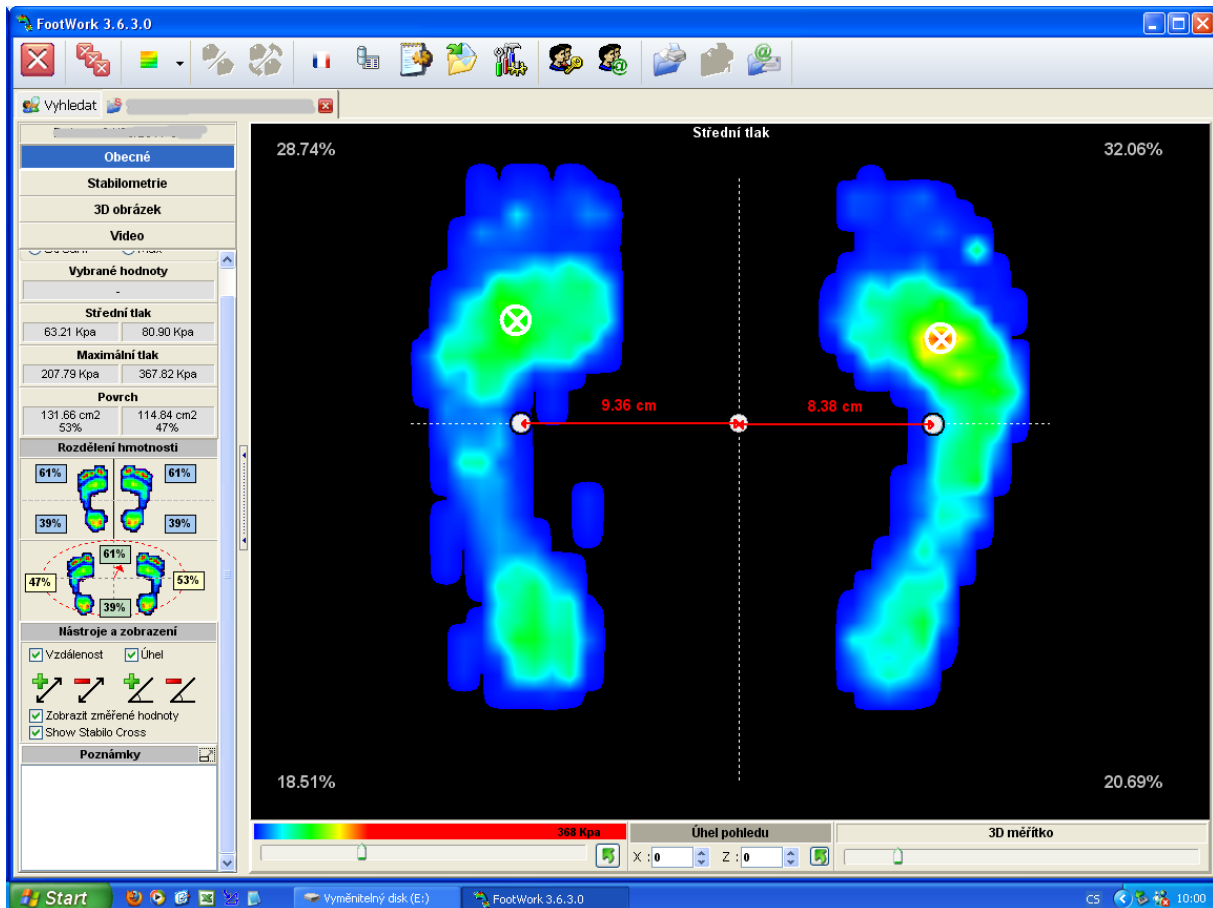 FootWork 3.6.3.0
Vyhledat
Obecné
Stabilometrie
3D obrázek
Video
Vybrané hodnoty
-
Střední tlak
63.21 Kpa 80.90 Kpa
Maximální tlak
207.79 Kpa 367.82 Kpa
Povrch
131.66 cm2 114.84 cm2
53% 47%
Rozdělení hmotnosti
61% 61%
39% 39%
61%
47% 53%
39%
Nástroje a zobrazení
Vzdálenost Úhel
Zobrazit změřené hodnoty
Show Stabilo Cross
Poznámky
Střední tlak
28.74% 32.06%
9.36 cm 8.38 cm
18.51% 20.69%
368 Kpa
Úhel pohledu
X : 0 Z : 0
3D měřítko
Start
Vyměnitelný disk (E:)
FootWork 3.6.3.0
CS
10:00